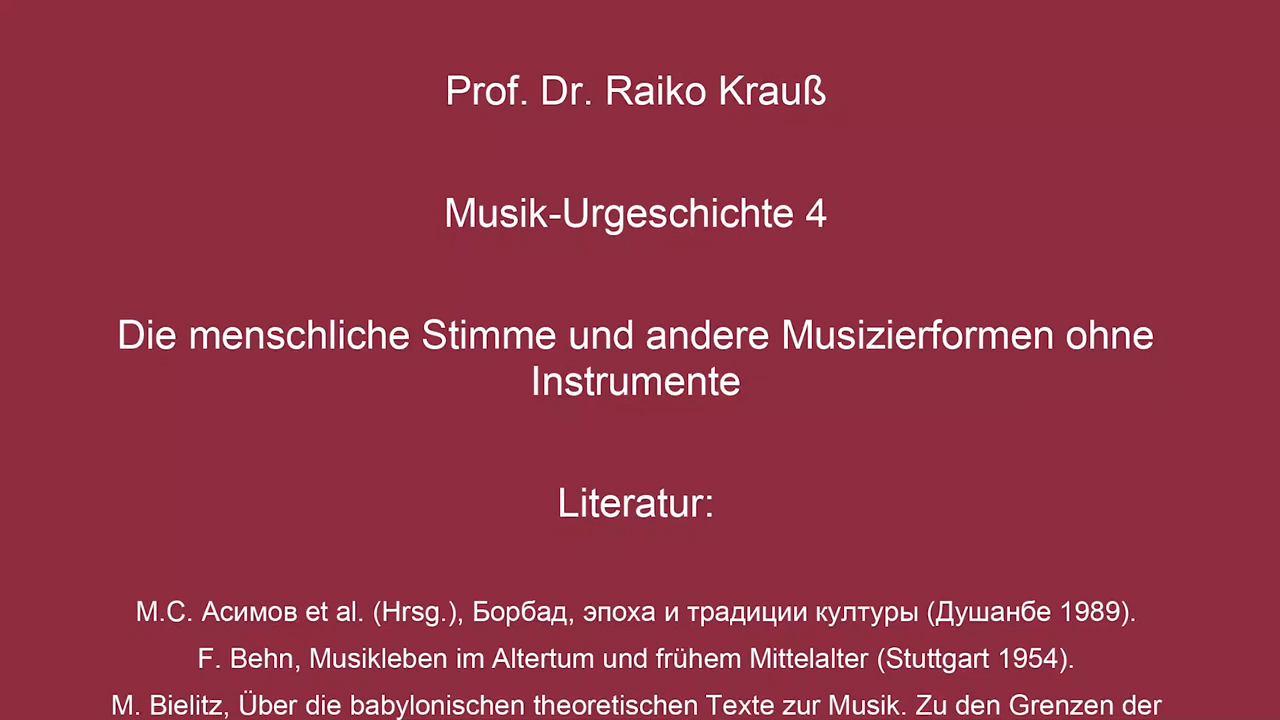 Prof. Dr. Raiko Krauß
Musik-Urgeschichte 4
Die menschliche Stimme und andere Musizierformen ohne
Instrumente
Literatur:
М.С. Асимов et al. (Hrsg.), Борбад, эпоха и традиции културы (Душанбе 1989).
F. Behn, Musikleben im Altertum und frühem Mittelalter (Stuttgart 1954).
M. Bielitz, Über die babylonischen theoretischen Texte zur Musik. Zu den Grenzen der